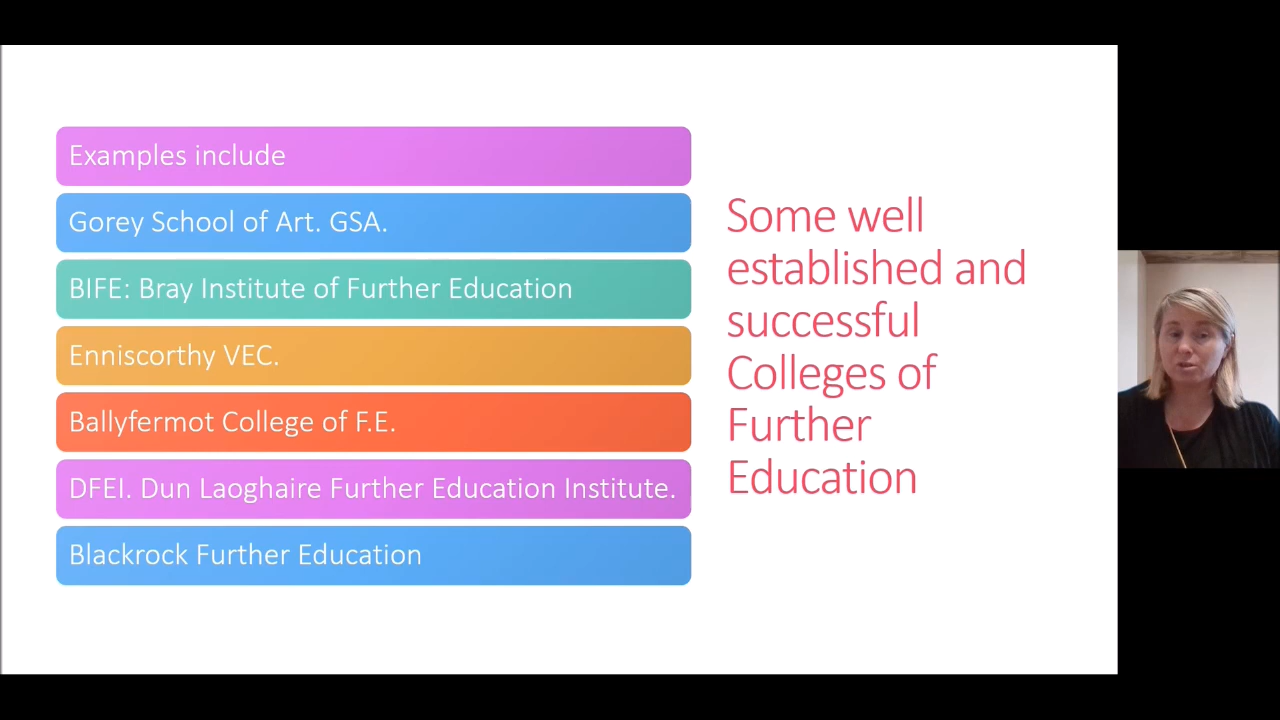 Examples include
Gorey School of Art. GSA.
BIFE: Bray Institute of Further Education
Enniscorthy VEC.
Ballyfermot College of F.E.
DFEI. Dun Laoghaire Further Education Institute.
Blackrock Further Education
Some well
established and
successful
Colleges of
Further
Education